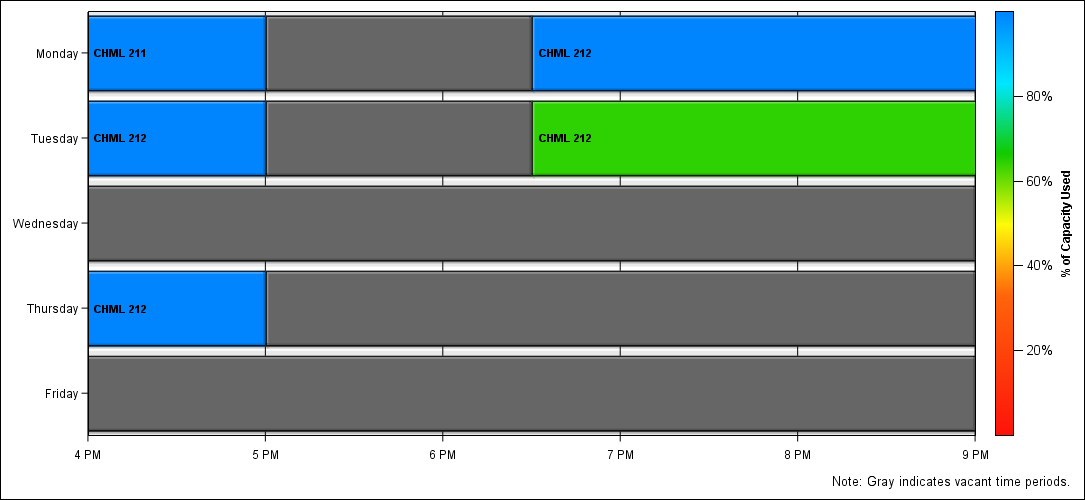 Monday
CHML 211
CHML 212
Tuesday
CHML 212
CHML 212
Wednesday
Thursday
CHML 212
Friday
4 PM
5 PM
6 PM
7 PM
8 PM
9 PM
80%
60%
40%
20%
% of Capacity Used
Note: Gray indicates vacant time periods.